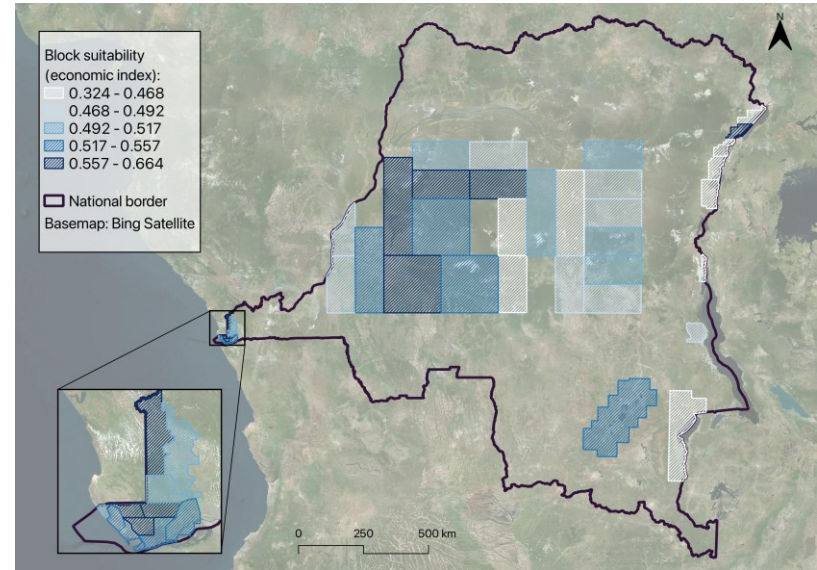 Block suitability
(economic index):
0.324 - 0.468
0.468 - 0.492
0.492 - 0.517
0.517 - 0.557
0.557 - 0.664
National border
Basemap: Bing Satellite
N
0 250 500 km